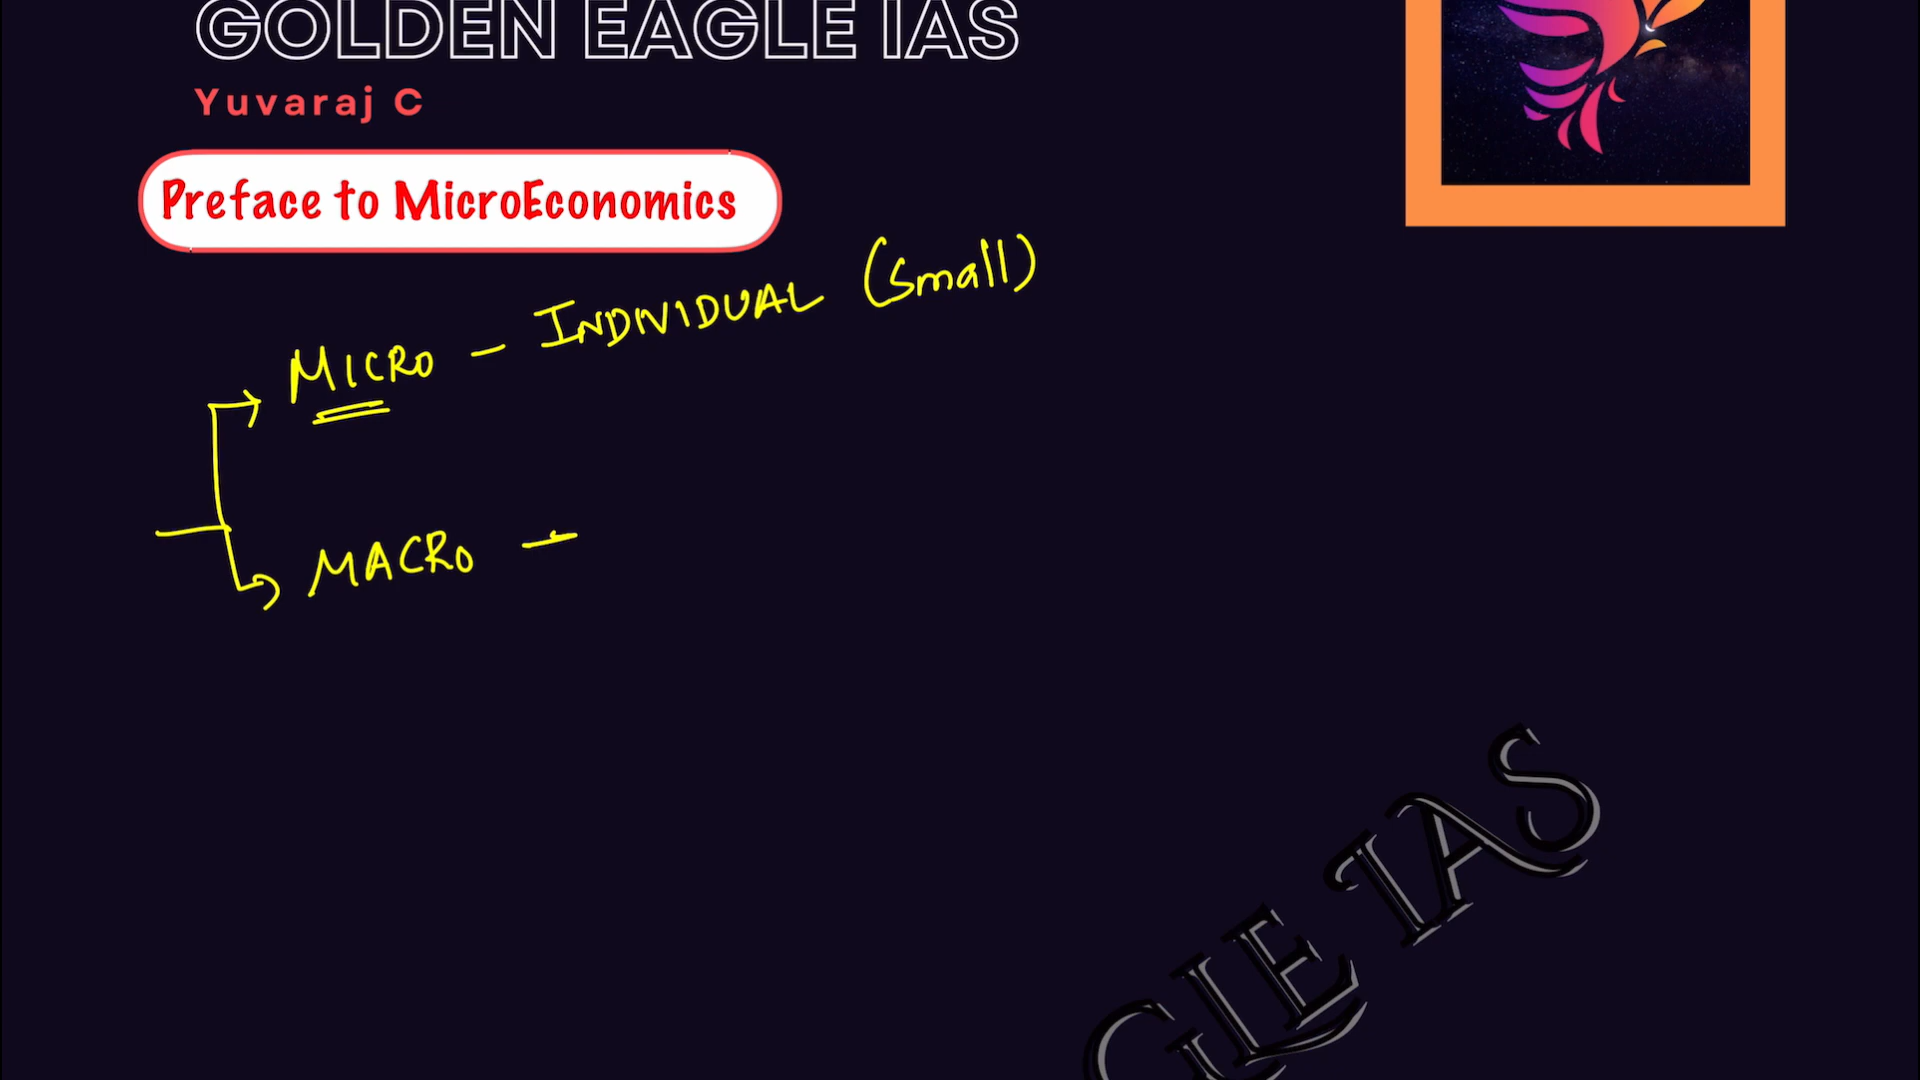 GOLDEN EAGLE IAS
Yuvaraj C
Preface to MicroEconomics
MICRO - INDIVIDUAL (Small)
MACRO -
GLE IAS